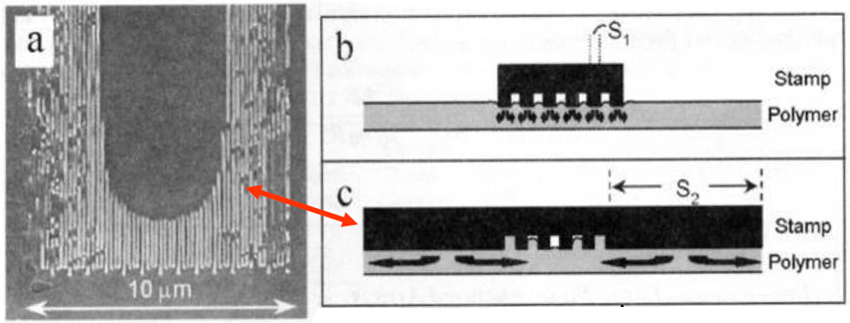 a
10 μm
b
S1
Stamp
Polymer
c
S2
Stamp
Polymer